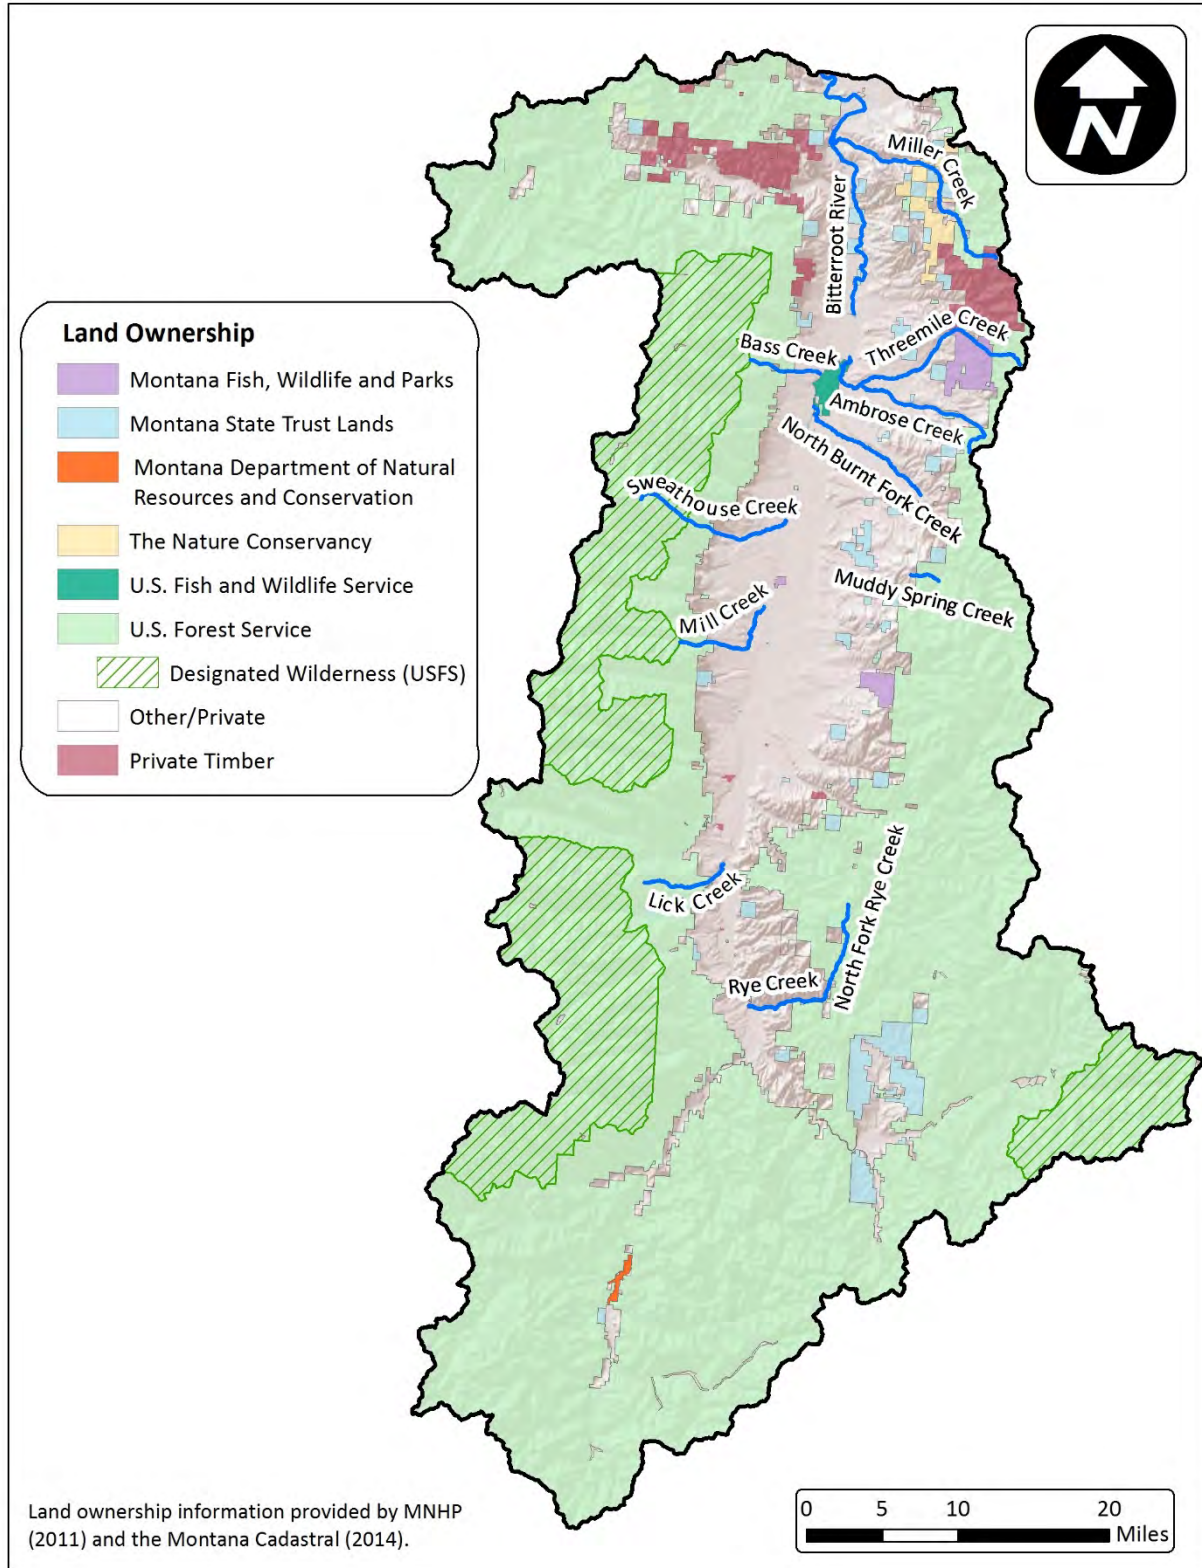 N
Miller Creek
Bitterroot River
Bass Creek
Threemile Creek
Ambrose Creek
North Burnt Fork Creek
Sweathouse Creek
Muddy Spring Creek
Mill Creek
Lick Creek
North Fork Rye Creek
Rye Creek
Land Ownership
Montana Fish, Wildlife and Parks
Montana State Trust Lands
Montana Department of Natural
Resources and Conservation
The Nature Conservancy
U.S. Fish and Wildlife Service
U.S. Forest Service
Designated Wilderness (USFS)
Other/Private
Private Timber
Land ownership information provided by MNHP
(2011) and the Montana Cadastral (2014).
0 5 10 20
Miles